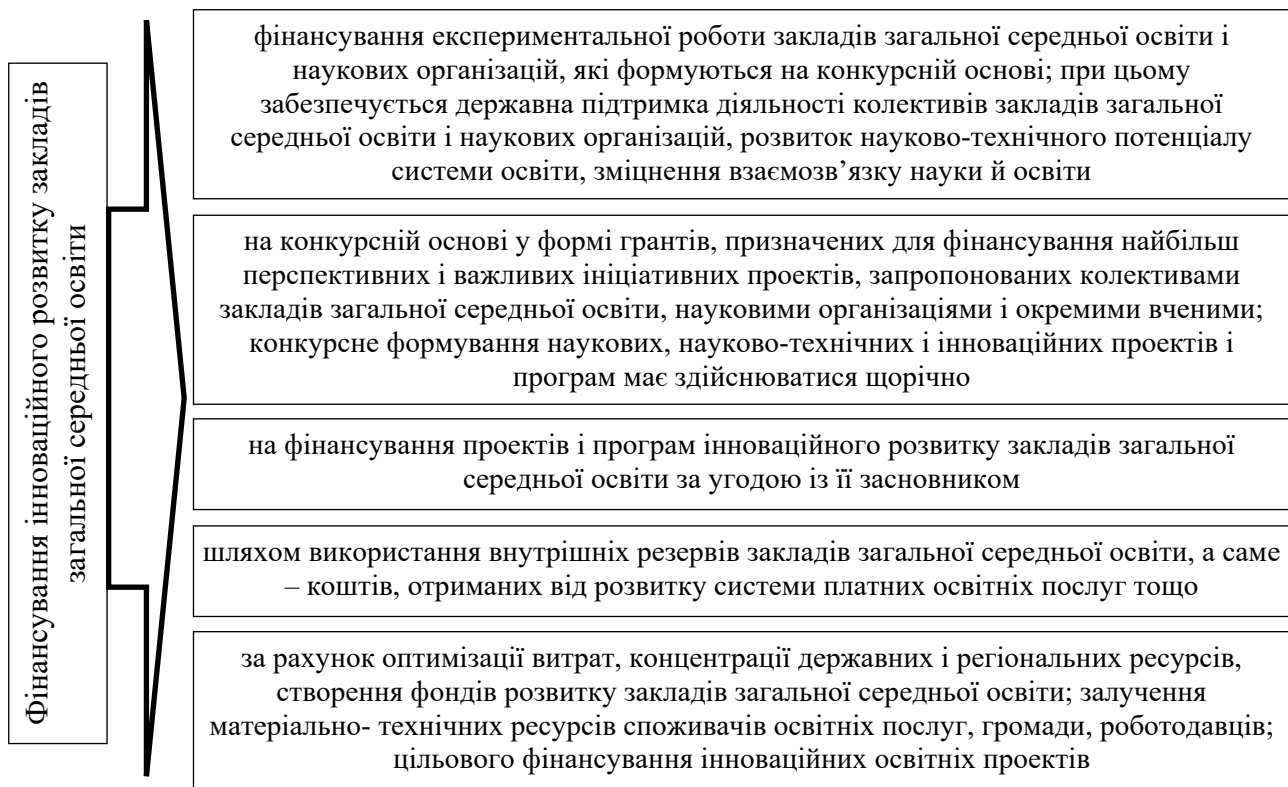 Фінансування інноваційного розвитку закладів
загальної середньої освіти
фінансування експериментальної роботи закладів загальної середньої освіти і
наукових організацій, які формуються на конкурсній основі; при цьому
забезпечується державна підтримка діяльності колективів закладів загальної
середньої освіти і наукових організацій, розвиток науково-технічного потенціалу
системи освіти, зміцнення взаємозв’язку науки й освіти
на конкурсній основі у формі грантів, призначених для фінансування найбільш
перспективних і важливих ініціативних проектів, запропонованих колективами
закладів загальної середньої освіти, науковими організаціями і окремими вченими;
конкурсне формування наукових, науково-технічних і інноваційних проектів і
програм має здійснюватися щорічно
на фінансування проектів і програм інноваційного розвитку закладів загальної
середньої освіти за угодою із її засновником
шляхом використання внутрішніх резервів закладів загальної середньої освіти, а саме
– коштів, отриманих від розвитку системи платних освітніх послуг тощо
за рахунок оптимізації витрат, концентрації державних і регіональних ресурсів,
створення фондів розвитку закладів загальної середньої освіти; залучення
матеріально- технічних ресурсів споживачів освітніх послуг, громади, роботодавців;
цільового фінансування інноваційних освітніх проектів